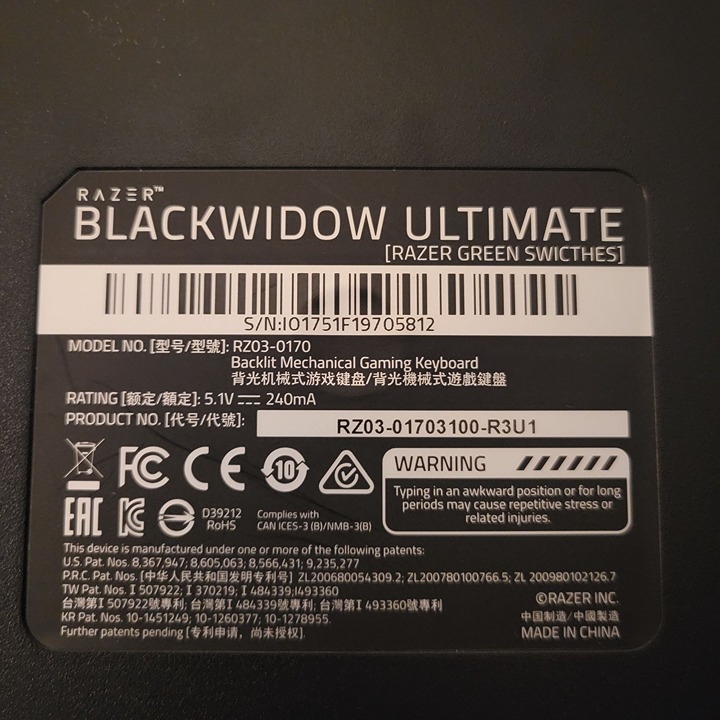 RAZER™
BLACKWIDOW ULTIMATE
[RAZER GREEN SWICTHES]
S/N:IO1751F19705812
MODEL NO. [型号/型號]: RZ03-0170
Backlit Mechanical Gaming Keyboard
背光机械式游戏键盘/背光機械式遊戲鍵盤
RATING [额定/額定]: 5.1V ⎓ 240mA
PRODUCT NO. [代号/代號]: RZ03-01703100-R3U1
FC CE 10
WARNING
Typing in an awkward position or for long
periods may cause repetitive stress or
related injuries.
EAC KC D39212
RoHS
Complies with
CAN ICES-3 (B)/NMB-3(B)
This device is manufactured under one or more of the following patents:
U.S. Pat. Nos. 8,367,947; 8,605,063; 8,566,431; 9,235,277
P.R.C. Pat. Nos. [中华人民共和国发明专利号] ZL200680054309.2; ZL200780100766.5; ZL 200980102126.7
TW Pat. Nos. I 507922; I 370219; I 484339;I493360
台灣第I 507922號專利; 台灣第I 484339號專利; 台灣第I 493360號專利
KR Pat. Nos. 10-1451249; 10-1260377; 10-1278955.
Further patents pending [专利申请，尚未授权].
©RAZER INC.
中国制造/中國製造
MADE IN CHINA